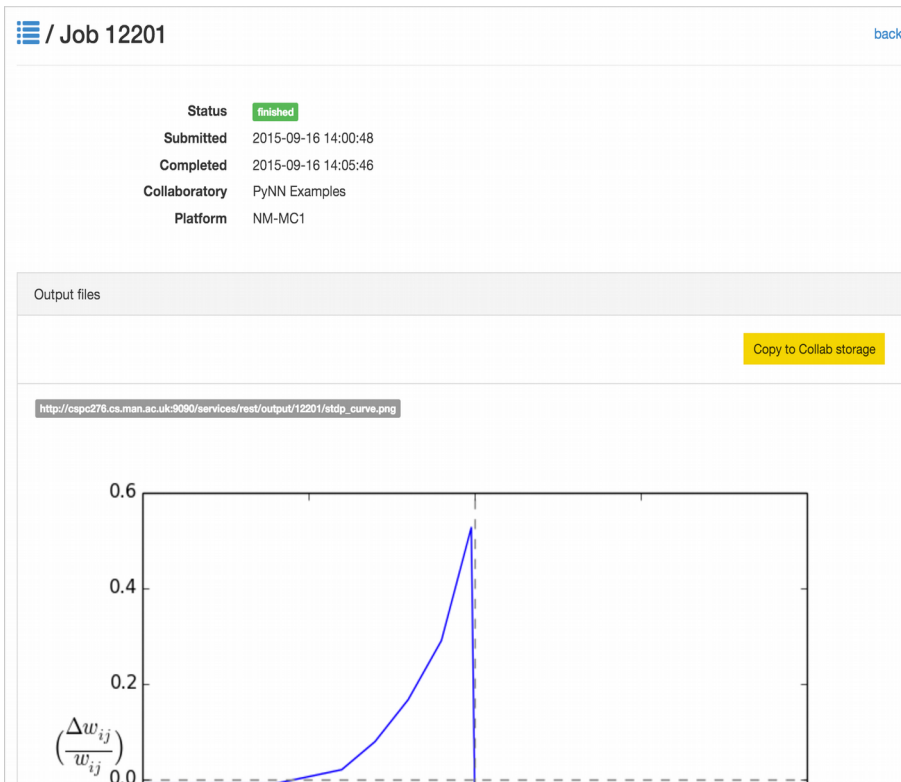 / Job 12201
back
Status finished
Submitted 2015-09-16 14:00:48
Completed 2015-09-16 14:05:46
Collaboratory PyNN Examples
Platform NM-MC1
Output files
Copy to Collab storage
http://cspc276.cs.man.ac.uk:9090/services/rest/output/12201/stdp_curve.png
0.6
0.4
0.2
(Δw_ij / w_ij)
0.0